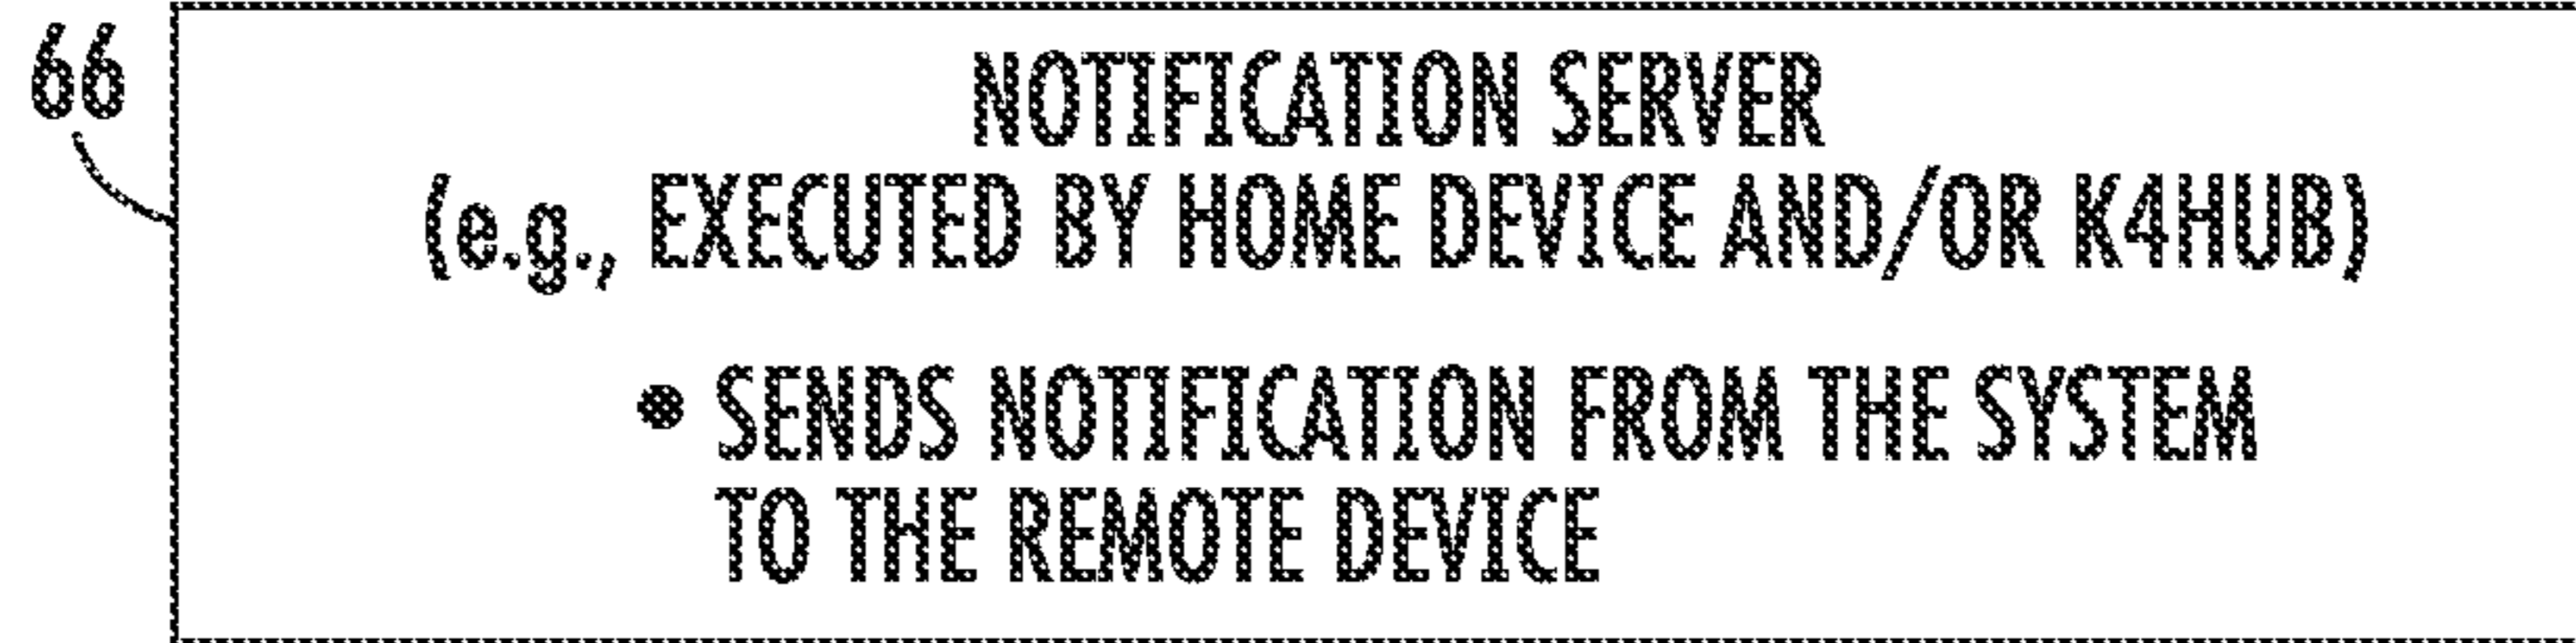 66
NOTIFICATION SERVER
(e.g., EXECUTED BY HOME DEVICE AND/OR K4HUB)
• SENDS NOTIFICATION FROM THE SYSTEM
TO THE REMOTE DEVICE